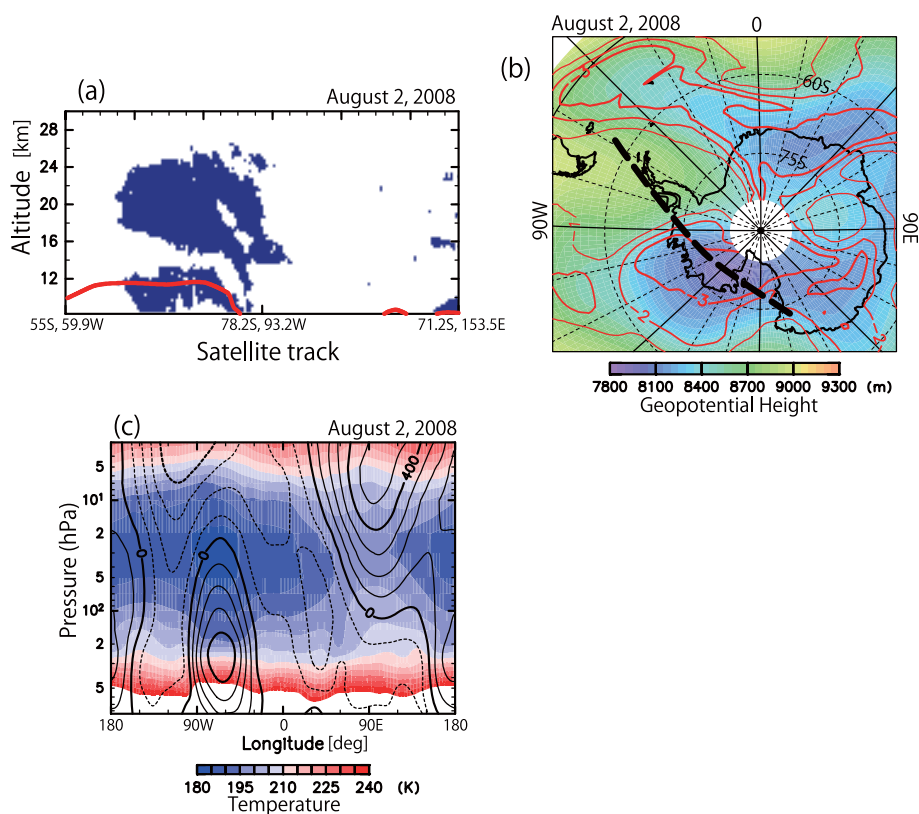 (a)
August 2, 2008
Altitude [km]
28
24
20
16
12
55S, 59.9W
78.2S, 93.2W
71.2S, 153.5E
Satellite track
(b)
August 2, 2008
0
60S
75S
90W
90E
7800 8100 8400 8700 9000 9300 (m)
Geopotential Height
(c)
August 2, 2008
Pressure (hPa)
5
10¹
2
5
10²
2
5
400
0
0
0
180 90W 0 90E 180
Longitude [deg]
180 195 210 225 240 (K)
Temperature